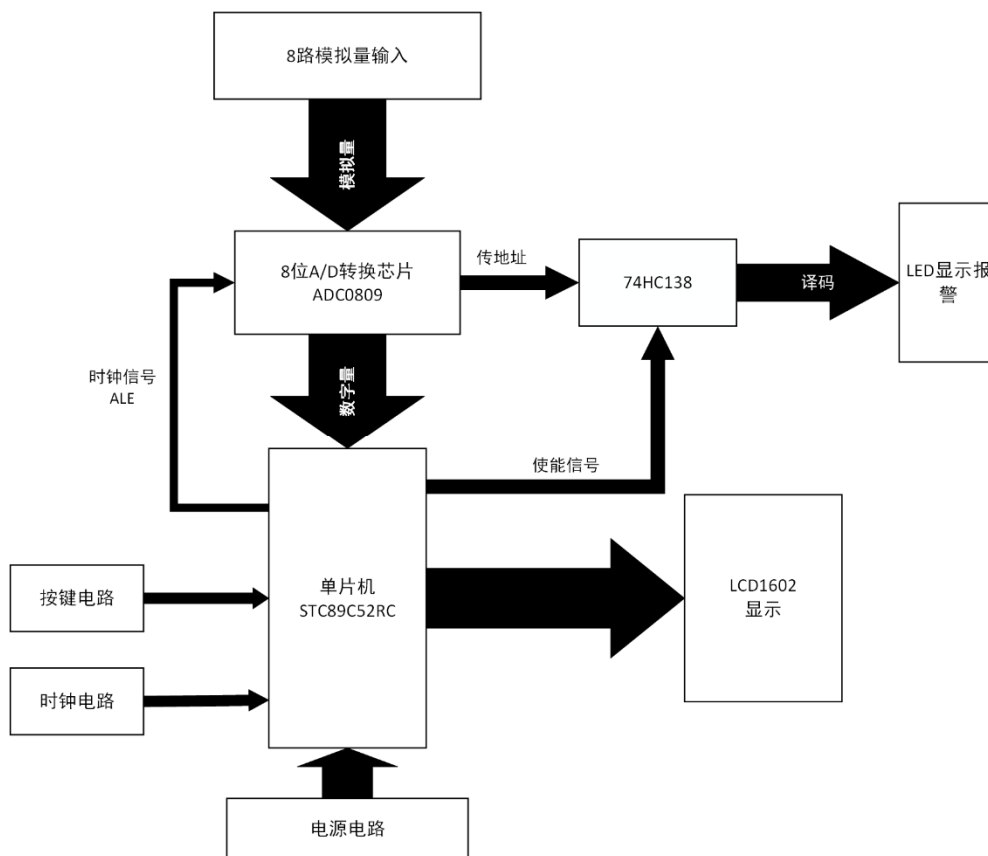 8路模拟量输入
模拟量
8位A/D转换芯片
ADC0809
传地址
74HC138
译码
LED显示报
警
时钟信号
ALE
数字量
使能信号
单片机
STC89C52RC
LCD1602
显示
按键电路
时钟电路
电源电路